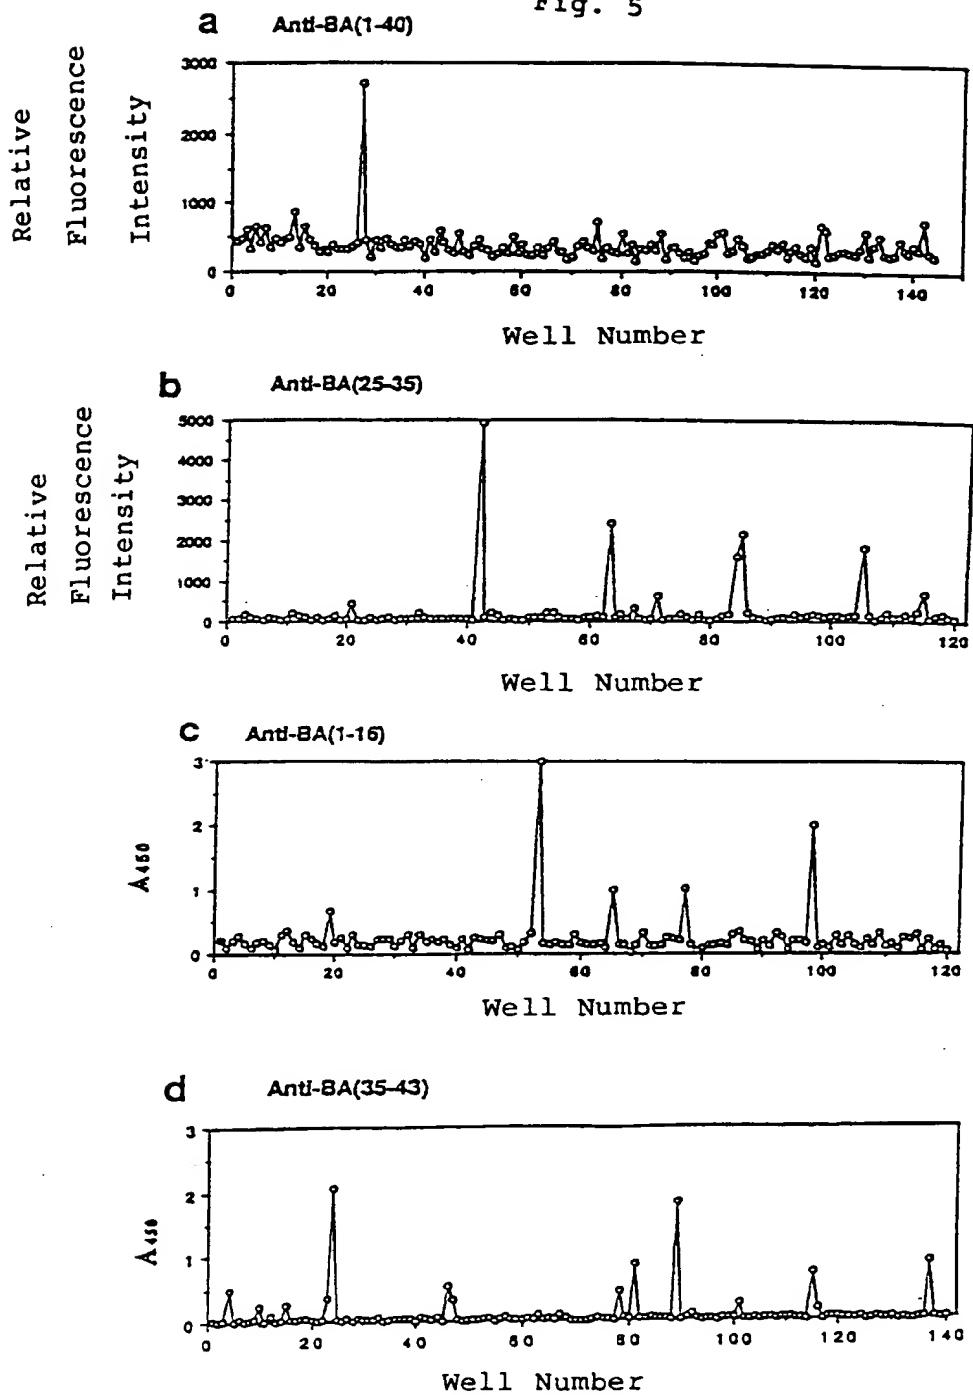 Fig. 5
a Anti-BA(1-40)
Relative
Fluorescence
Intensity
3000
2000
1000
0
0 20 40 60 80 100 120 140
Well Number
b Anti-BA(25-35)
Relative
Fluorescence
Intensity
5000
4000
3000
2000
1000
0
0 20 40 60 80 100 120
Well Number
c Anti-BA(1-16)
A450
3
2
1
0
0 20 40 60 80 100 120
Well Number
d Anti-BA(35-43)
A450
3
2
1
0
0 20 40 60 80 100 120 140
Well Number